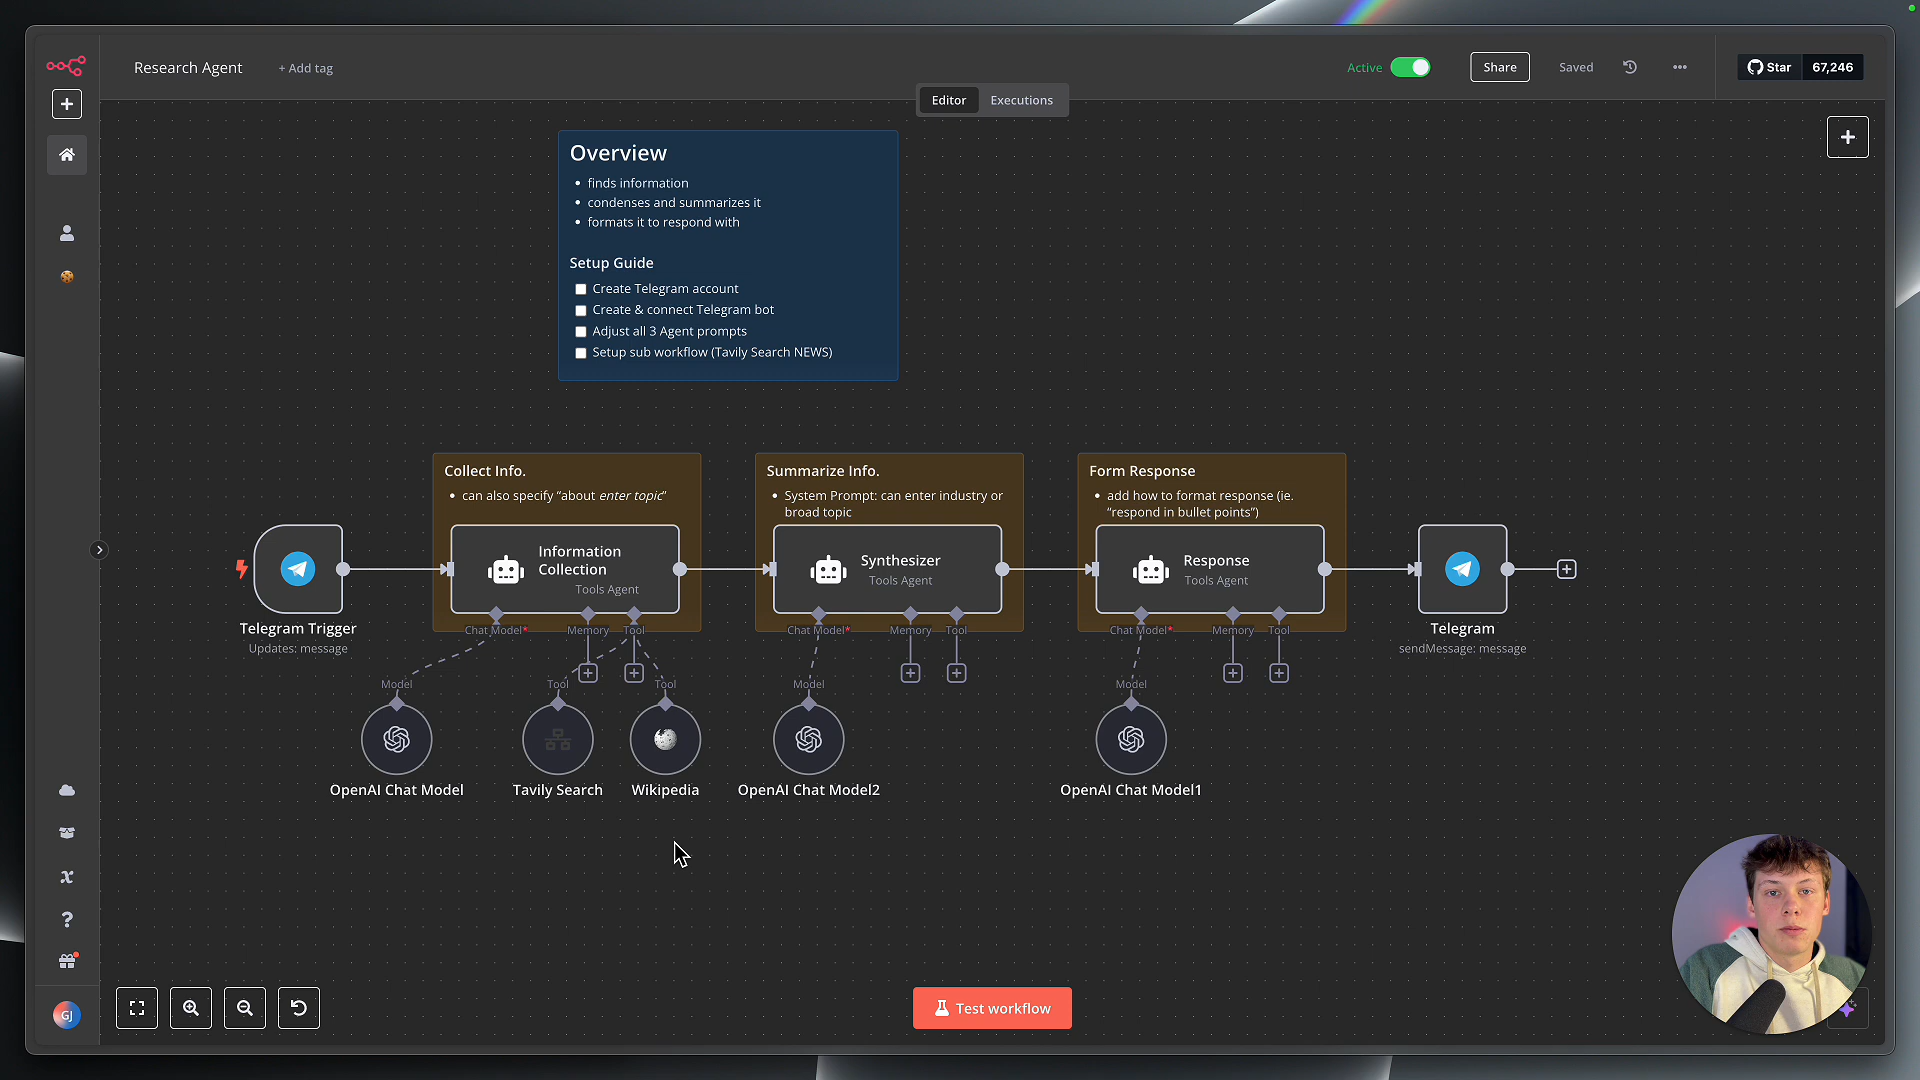 Research Agent
+ Add tag
Active
Share
Saved
Star
67,246
Editor
Executions
Overview
finds information
condenses and summarizes it
formats it to respond with
Setup Guide
Create Telegram account
Create & connect Telegram bot
Adjust all 3 Agent prompts
Setup sub workflow (Tavily Search NEWS)
Collect Info.
can also specify “about enter topic”
Summarize Info.
System Prompt: can enter industry or
broad topic
Form Response
add how to format response (ie.
“respond in bullet points”)
Telegram Trigger
Updates: message
Information
Collection
Tools Agent
Chat Model*
Memory
Tool
Synthesizer
Tools Agent
Chat Model*
Memory
Tool
Response
Tools Agent
Chat Model*
Memory
Tool
Telegram
sendMessage: message
Model
OpenAI Chat Model
Tool
Tavily Search
Tool
Wikipedia
Model
OpenAI Chat Model2
Model
OpenAI Chat Model1
GJ
Test workflow